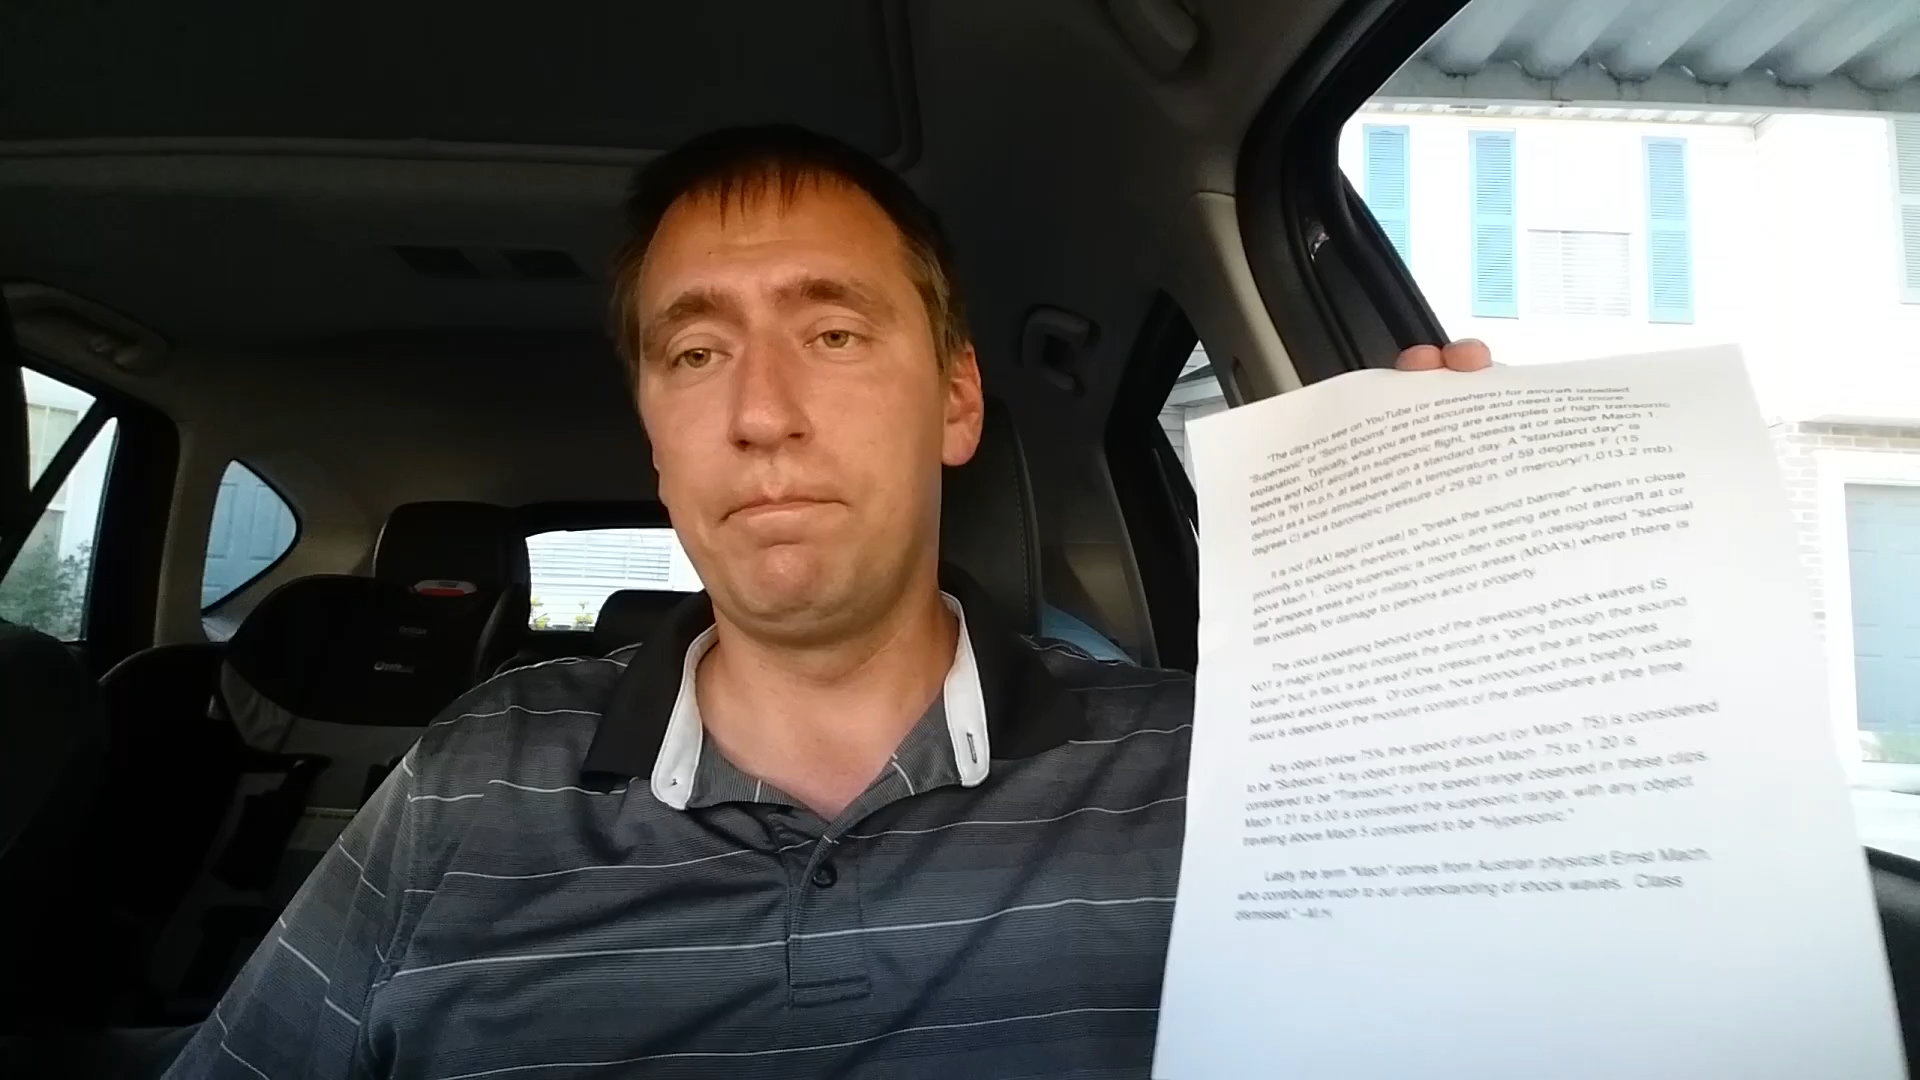 "The clips you see on YouTube (or elsewhere) for aircraft labelled
"Supersonic" or "Sonic Booms" are not accurate and need a bit more
explanation. Typically, what you are seeing are examples of high transonic
speeds and NOT aircraft in supersonic flight, speeds at or above Mach 1,
which is 761 m.p.h. at sea level on a standard day. A "standard day" is
defined as a local atmosphere with a temperature of 59 degrees F (15
degrees C) and a barometric pressure of 29.92 in. of mercury/1,013.2 mb).
It is not (FAA) legal (or wise) to "break the sound barrier" when in close
proximity to spectators, therefore, what you are seeing are not aircraft at or
above Mach 1. Going supersonic is more often done in designated "special
use" airspace areas and or military operation areas (MOA's) where there is
little possibility for damage to persons and or property.
The cloud appearing behind one of the developing shock waves IS
NOT a magic portal that indicates the aircraft is "going through the sound
barrier" but, in fact, is an area of low pressure where the air becomes
saturated and condenses. Of course, how pronounced this briefly visible
cloud is depends on the moisture content of the atmosphere at the time.
Any object below 75% the speed of sound (or Mach .75) is considered
to be "Subsonic." Any object traveling above Mach .75 to 1.20 is
considered to be "Transonic" or the speed range observed in these clips.
Mach 1.21 to 5.00 is considered the supersonic range, with any object
traveling above Mach 5 considered to be "Hypersonic."
Lastly the term "Mach" comes from Austrian physicist Ernst Mach,
who contributed much to our understanding of shock waves. Class
dismissed."